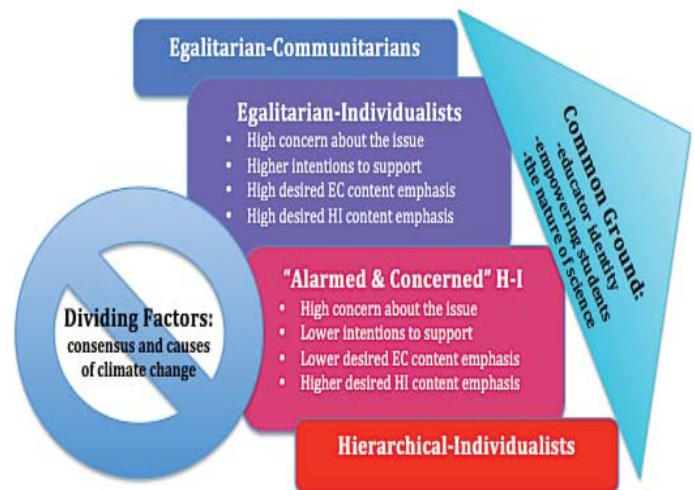 Egalitarian-Communitarians
Egalitarian-Individualists
• High concern about the issue
• Higher intentions to support
• High desired EC content emphasis
• High desired HI content emphasis
Common Ground:
-educator identity
-empowering students
-the nature of science
Dividing Factors:
consensus and causes
of climate change
"Alarmed & Concerned" H-I
• High concern about the issue
• Lower intentions to support
• Lower desired EC content emphasis
• Higher desired HI content emphasis
Hierarchical-Individualists